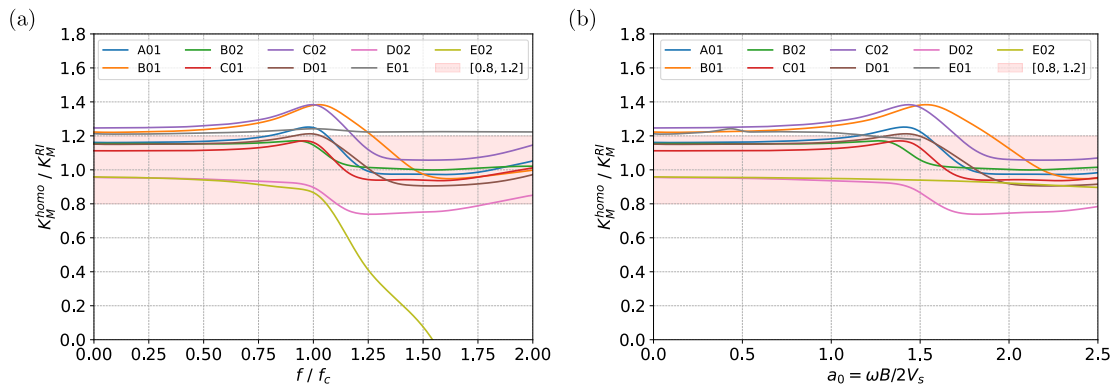 (a)
A01 B02 C02 D02 E02
B01 C01 D01 E01 [0.8, 1.2]
1.8
1.6
1.4
1.2
1.0
0.8
0.6
0.4
0.2
0.0
K_M^{homo} / K_M^{RI}
0.00 0.25 0.50 0.75 1.00 1.25 1.50 1.75 2.00
f / f_c
(b)
A01 B02 C02 D02 E02
B01 C01 D01 E01 [0.8, 1.2]
1.8
1.6
1.4
1.2
1.0
0.8
0.6
0.4
0.2
0.0
K_M^{homo} / K_M^{RI}
0.0 0.5 1.0 1.5 2.0 2.5
a_0 = ωB/2V_s